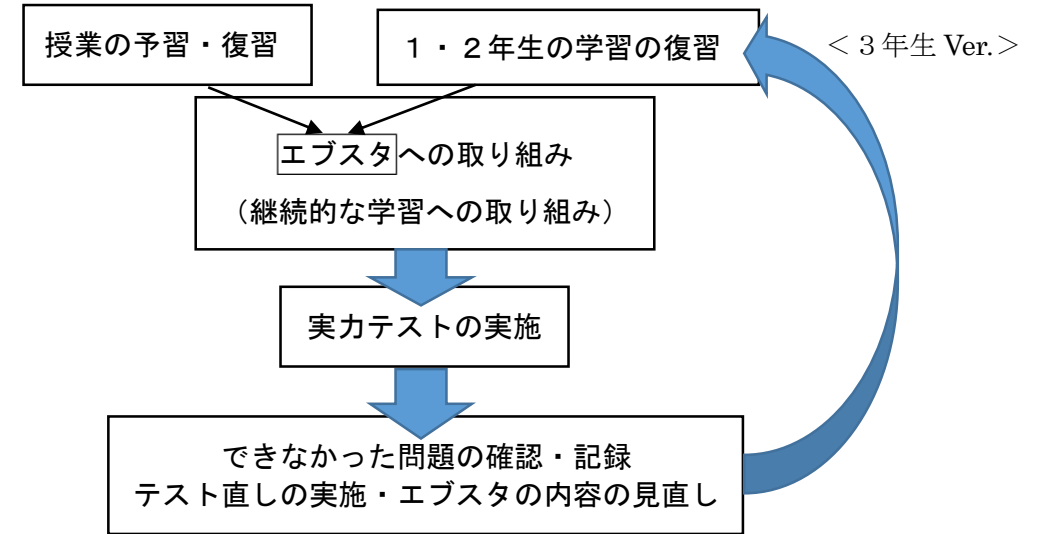 授業の予習・復習
１・２年生の学習の復習
＜３年生 Ver.＞
エブスタへの取り組み
（継続的な学習への取り組み）
実力テストの実施
できなかった問題の確認・記録
テスト直しの実施・エブスタの内容の見直し